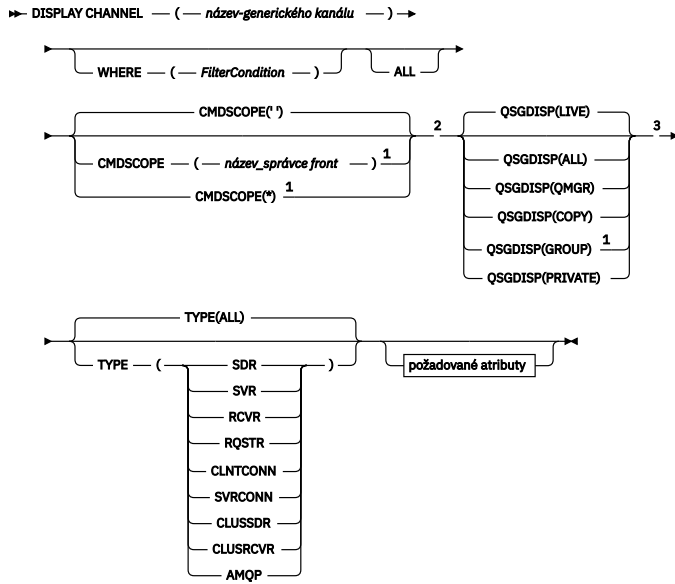 DISPLAY CHANNEL ( název-generického kanálu )
WHERE ( FilterCondition ) ALL
CMDSCOPE(' ') 2 QSGDISP(LIVE) 3
CMDSCOPE ( název_správce front ) 1 QSGDISP(ALL)
CMDSCOPE(*) 1 QSGDISP(QMGR)
QSGDISP(COPY)
QSGDISP(GROUP) 1
QSGDISP(PRIVATE)
TYPE(ALL)
TYPE ( SDR ) požadované atributy
SVR
RCVR
RQSTR
CLNTCONN
SVRCONN
CLUSSDR
CLUSRCVR
AMQP